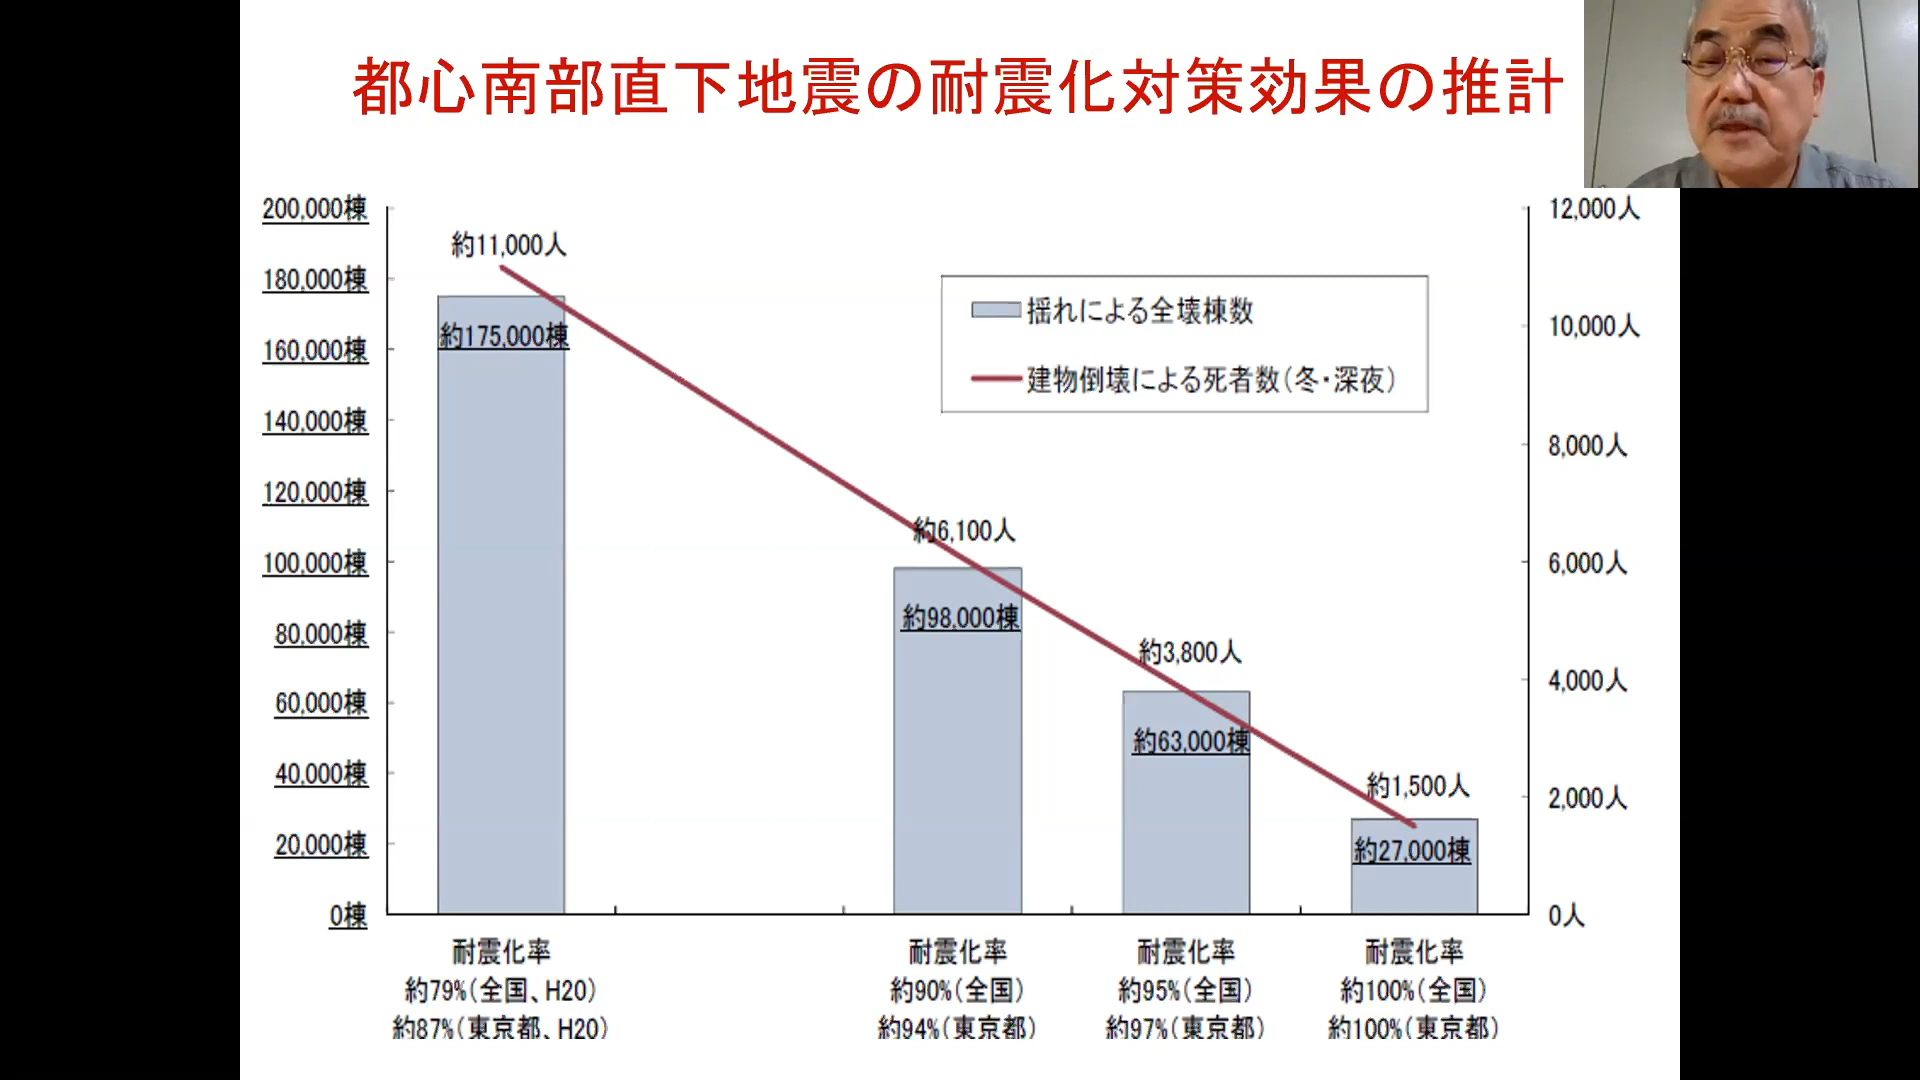 都心南部直下地震の耐震化対策効果の推計
200,000棟
180,000棟
160,000棟
140,000棟
120,000棟
100,000棟
80,000棟
60,000棟
40,000棟
20,000棟
0棟
12,000人
10,000人
8,000人
6,000人
4,000人
2,000人
0人
揺れによる全壊棟数
建物倒壊による死者数(冬・深夜)
約11,000人
約175,000棟
約6,100人
約98,000棟
約3,800人
約63,000棟
約1,500人
約27,000棟
耐震化率
約79%(全国、H20)
約87%(東京都、H20)
耐震化率
約90%(全国)
約94%(東京都)
耐震化率
約95%(全国)
約97%(東京都)
耐震化率
約100%(全国)
約100%(東京都)